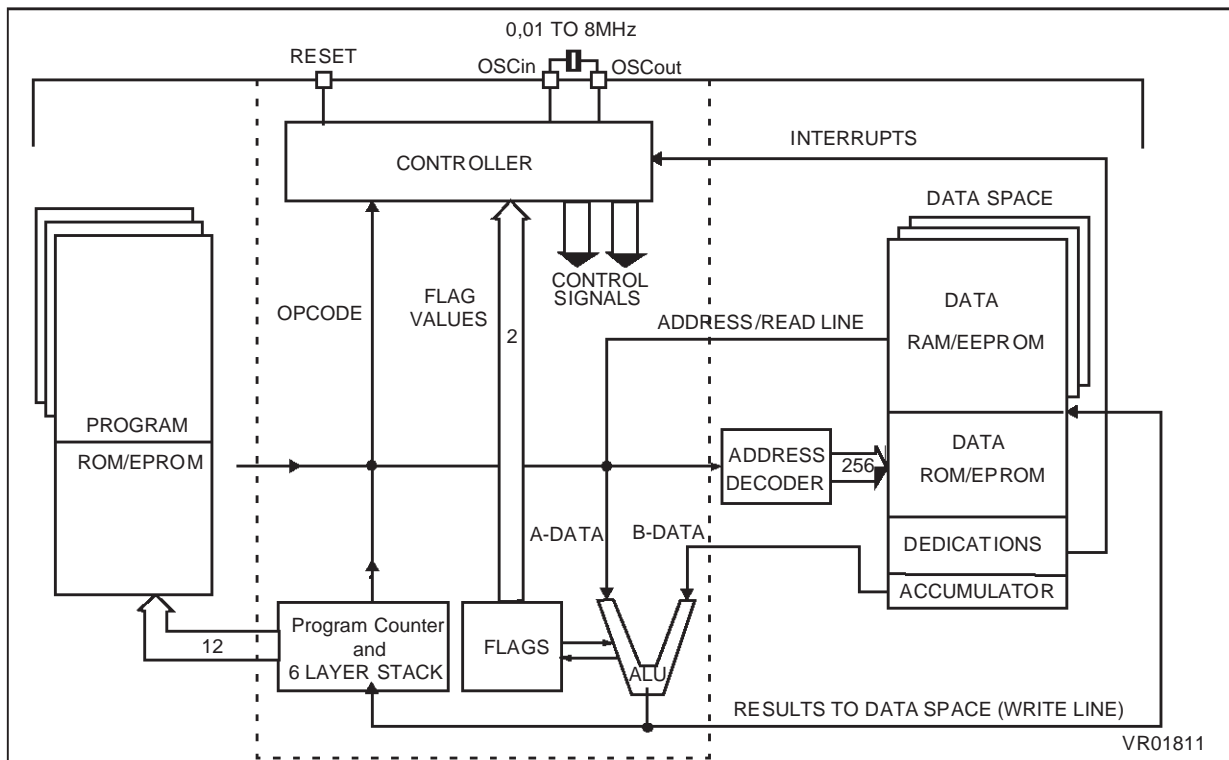 0,01 TO 8MHz
RESET
OSCin
OSCout
INTERRUPTS
CONTROLLER
DATA SPACE
CONTROL
SIGNALS
OPCODE
FLAG
VALUES
2
ADDRESS/READ LINE
DATA
RAM/EEPROM
PROGRAM
ROM/EPROM
ADDRESS
DECODER
256
DATA
ROM/EPROM
A-DATA
B-DATA
DEDICATIONS
ACCUMULATOR
12
Program Counter
and
6 LAYER STACK
FLAGS
ALU
RESULTS TO DATA SPACE (WRITE LINE)
VR01811